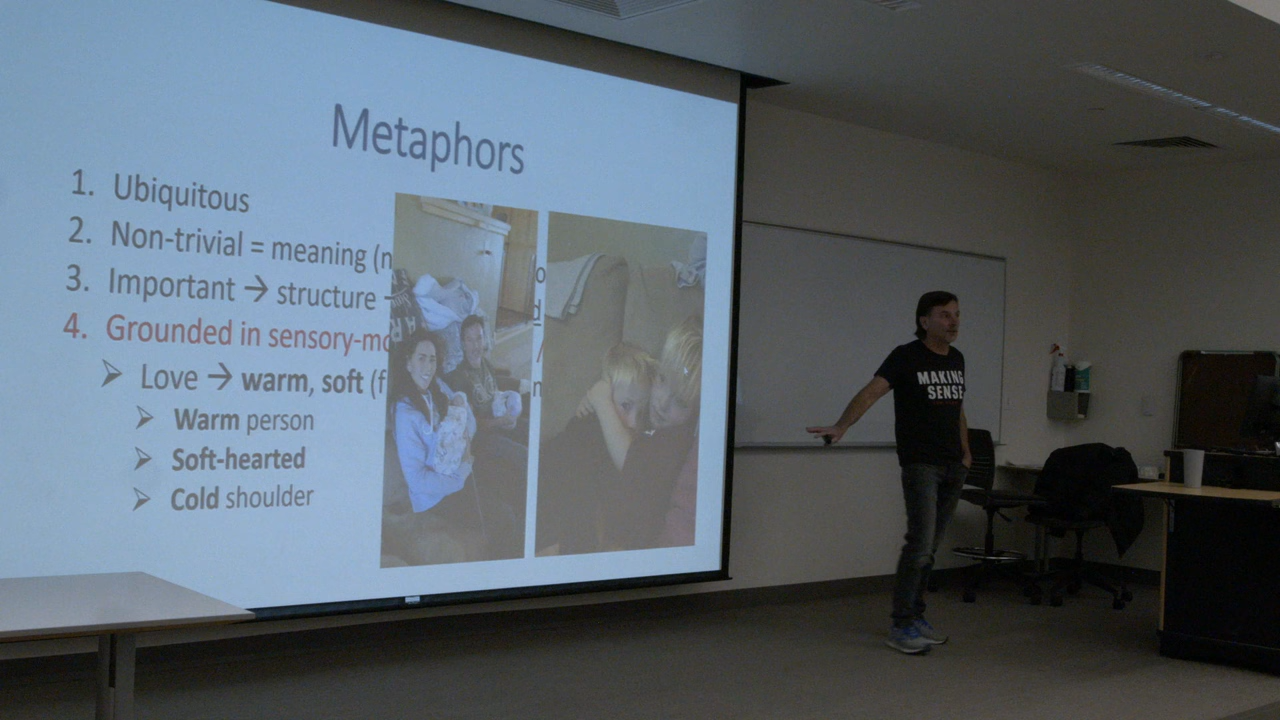 Metaphors
1. Ubiquitous
2. Non-trivial = meaning (n
3. Important → structure
4. Grounded in sensory-mo
➢ Love → warm, soft (f
➢ Warm person
➢ Soft-hearted
➢ Cold shoulder
MAKING
SENSE